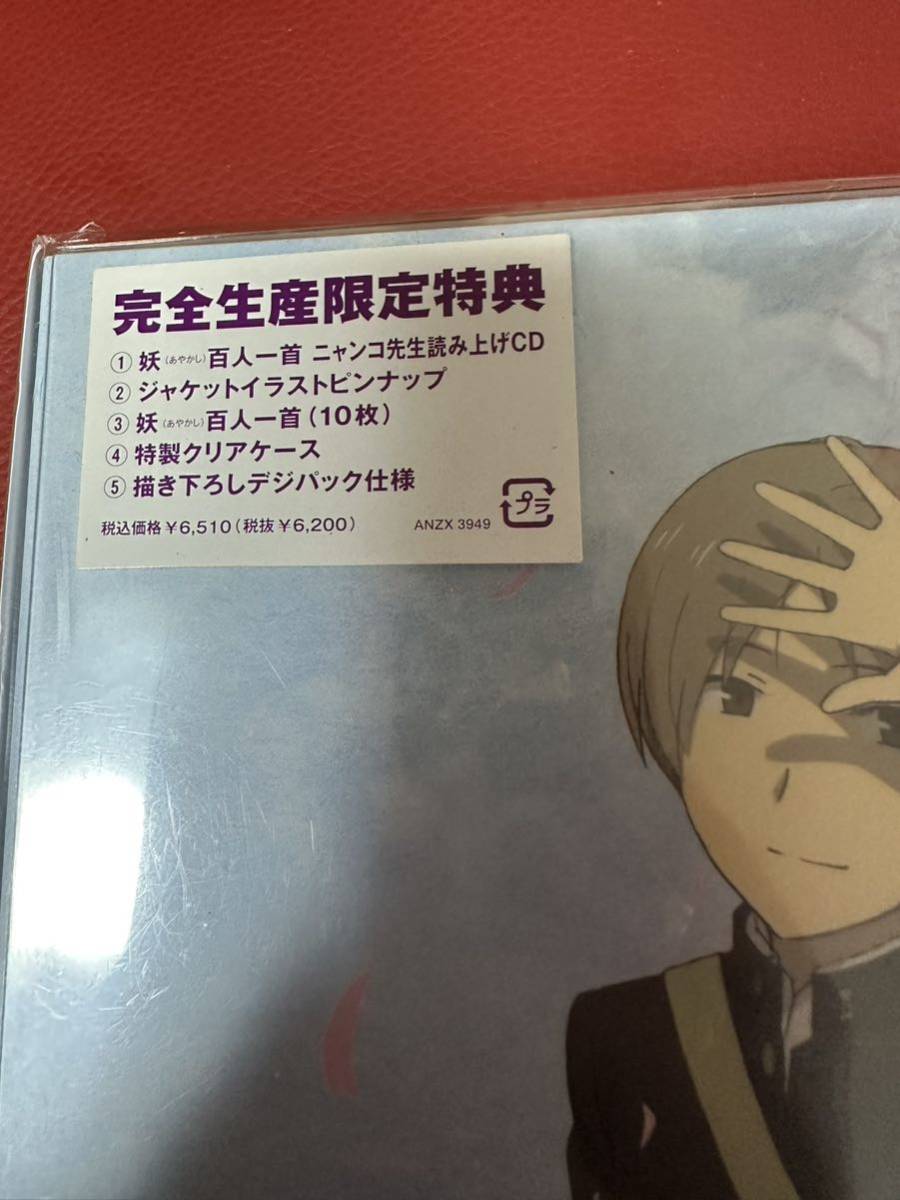 完全生産限定特典
① 妖(あやかし)百人一首 ニャンコ先生読み上げCD
② ジャケットイラストピンナップ
③ 妖(あやかし)百人一首(10枚)
④ 特製クリアケース
⑤ 描き下ろしデジパック仕様
税込価格¥6,510(税抜¥6,200) ANZX 3949 プラ